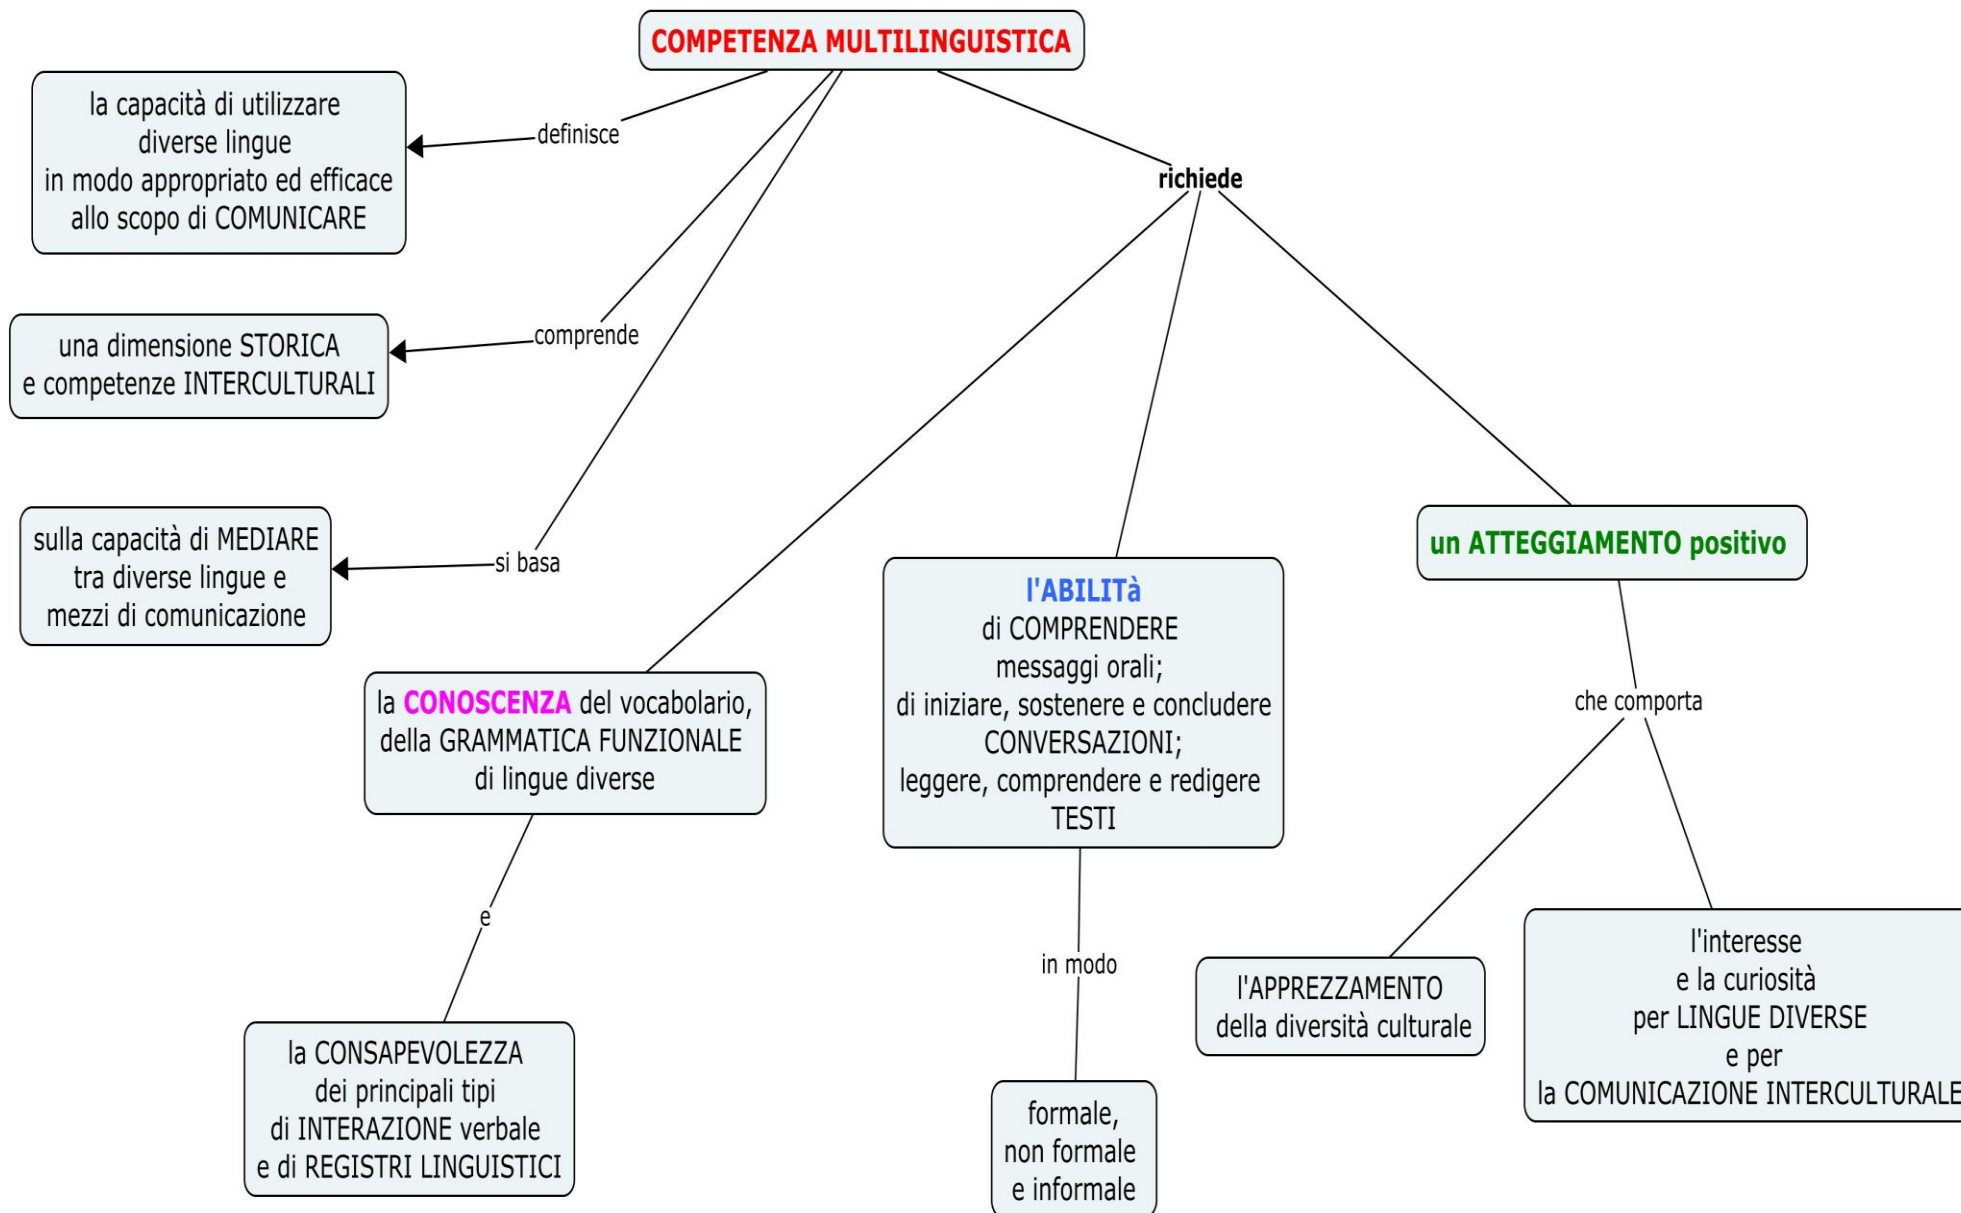 COMPETENZA MULTILINGUISTICA
la capacità di utilizzare
diverse lingue
in modo appropriato ed efficace
allo scopo di COMUNICARE
definisce
richiede
una dimensione STORICA
e competenze INTERCULTURALI
comprende
sulla capacità di MEDIARE
tra diverse lingue e
mezzi di comunicazione
si basa
la CONOSCENZA del vocabolario,
della GRAMMATICA FUNZIONALE
di lingue diverse
e
la CONSAPEVOLEZZA
dei principali tipi
di INTERAZIONE verbale
e di REGISTRI LINGUISTICI
l'ABILITà
di COMPRENDERE
messaggi orali;
di iniziare, sostenere e concludere
CONVERSAZIONI;
leggere, comprendere e redigere
TESTI
in modo
formale,
non formale
e informale
un ATTEGGIAMENTO positivo
che comporta
l'APPREZZAMENTO
della diversità culturale
l'interesse
e la curiosità
per LINGUE DIVERSE
e per
la COMUNICAZIONE INTERCULTURALE